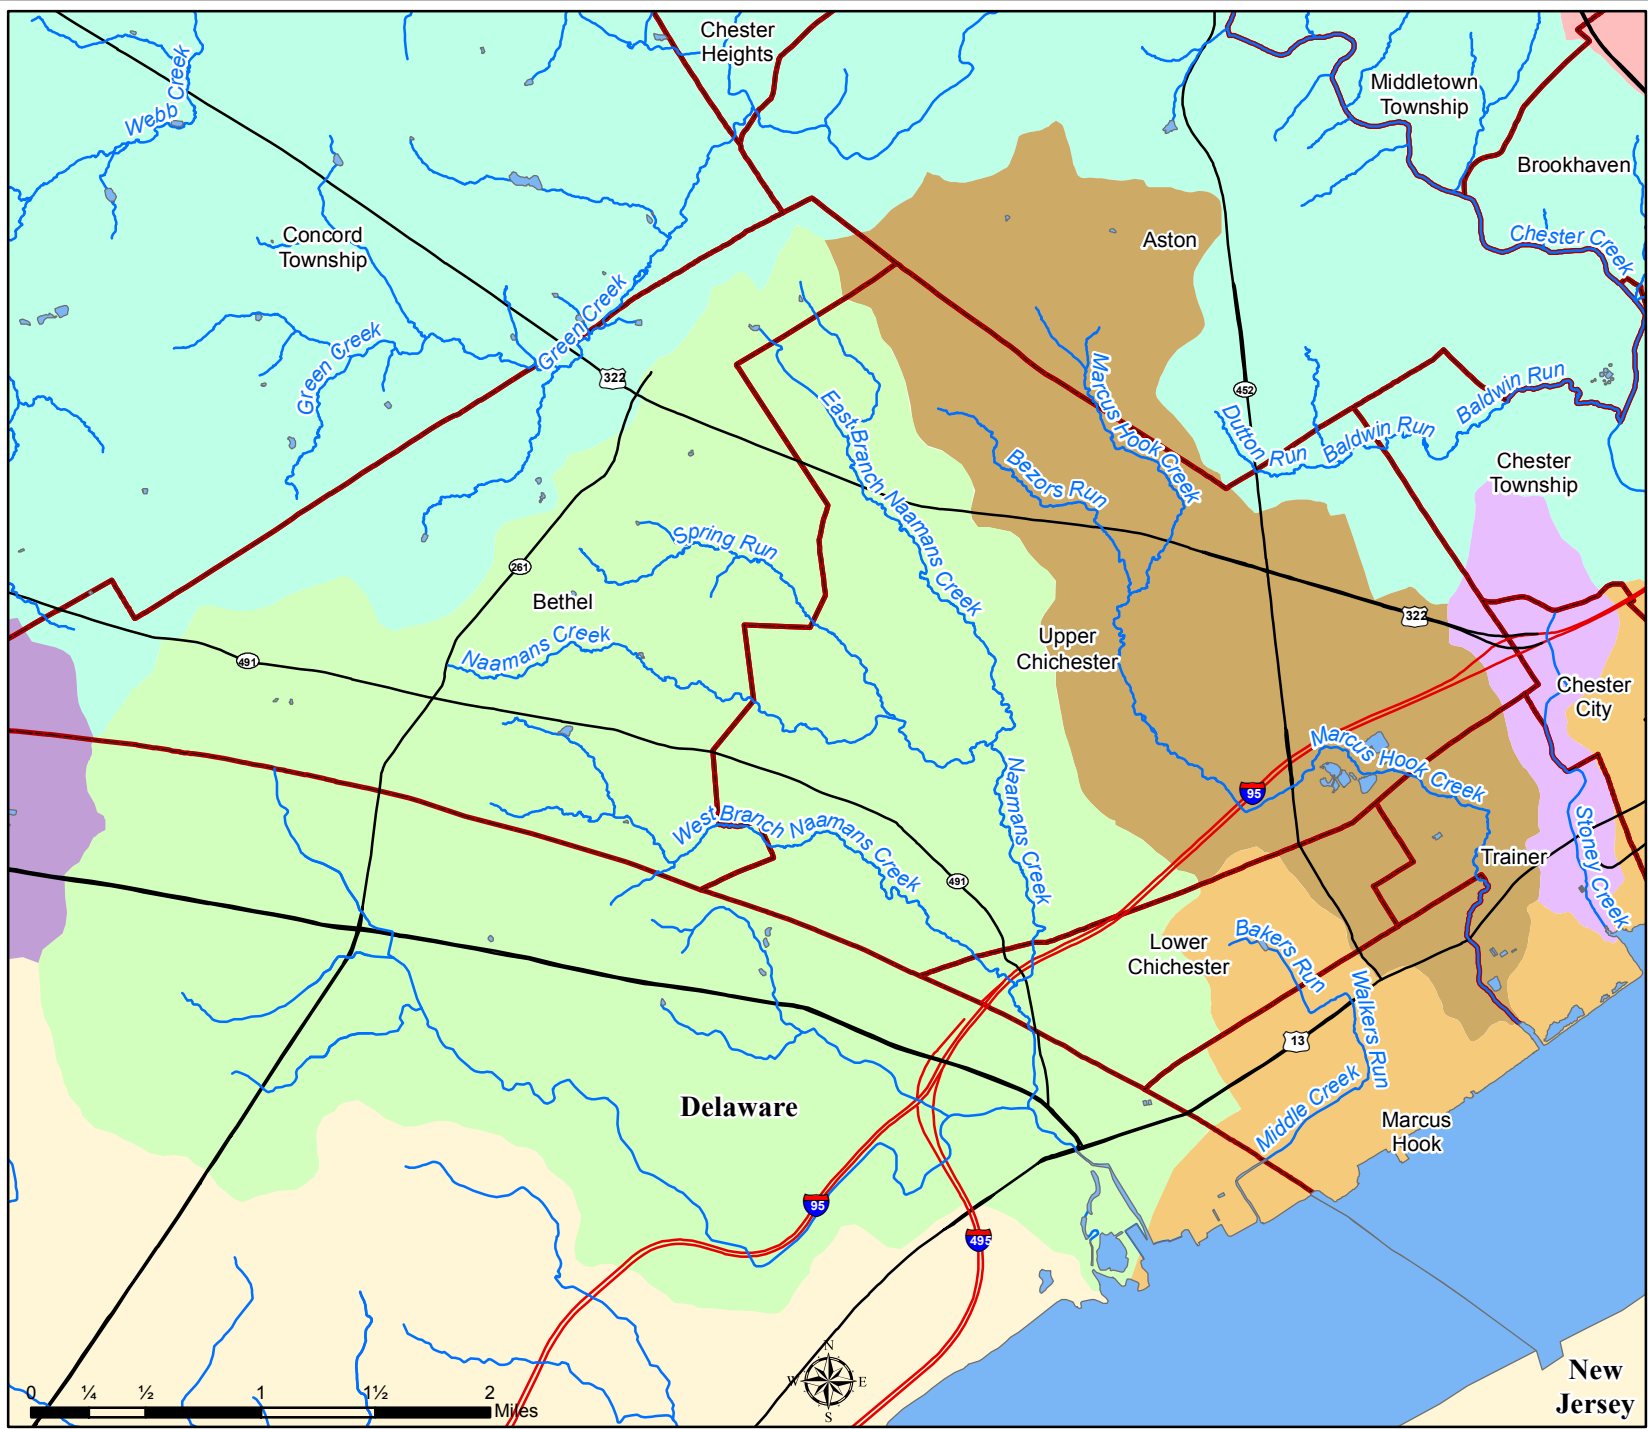 Chester
Heights
Webb Creek
Middletown
Township
Brookhaven
Concord
Township
Aston
Chester Creek
Green Creek
Green Creek
322
452
Marcus Hook Creek
Dutton Run
Baldwin Run
Baldwin Run
East Branch Naamans Creek
Bezors Run
Chester
Township
Spring Run
261
Bethel
322
Naamans Creek
Upper
Chichester
491
Chester
City
Marcus Hook Creek
95
Naamans Creek
West Branch Naamans Creek
Stoney Creek
Trainer
491
Lower
Chichester
Bakers Run
Walkers Run
13
Delaware
Middle Creek
Marcus
Hook
95
495
N
W E
S
New
Jersey
0 ¼ ½ 1 1½ 2
Miles